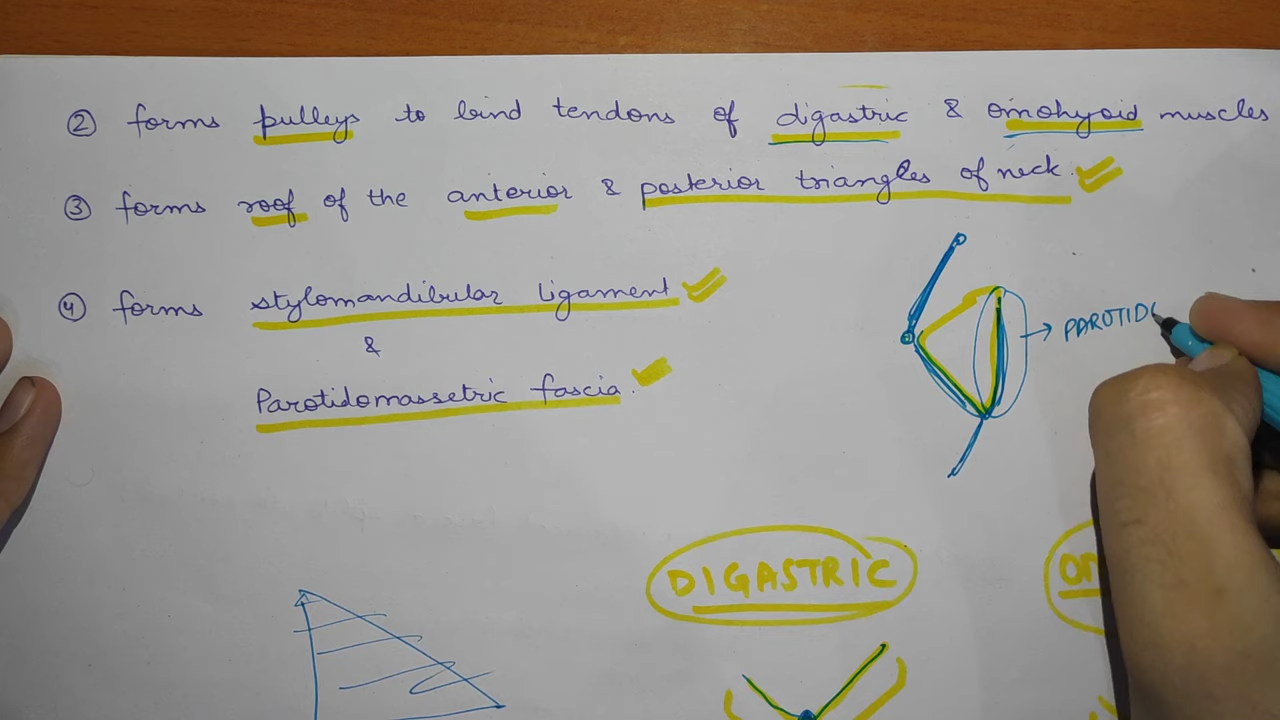 ② forms pulleys to bind tendons of digastric & omohyoid muscles
③ forms roof of the anterior & posterior triangles of neck.
④ forms stylomandibular ligament
&
Parotidomassetric fascia.
→ PAROTIDO
DIGASTRIC